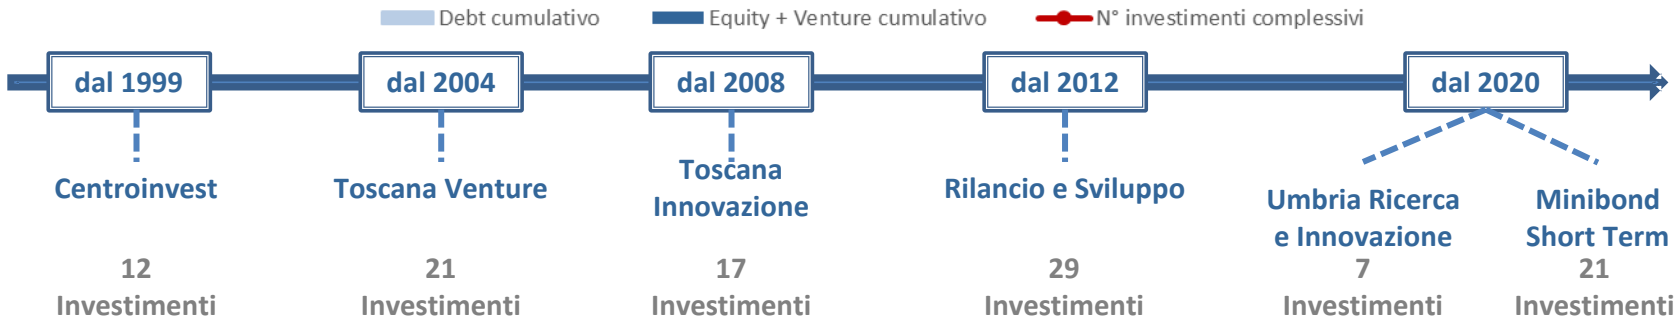 Debt cumulativo Equity + Venture cumulativo N° investimenti complessivi
dal 1999 dal 2004 dal 2008 dal 2012 dal 2020
Centroinvest
Toscana Venture
Toscana
Innovazione
Rilancio e Sviluppo
Umbria Ricerca
e Innovazione
Minibond
Short Term
12
Investimenti
21
Investimenti
17
Investimenti
29
Investimenti
7
Investimenti
21
Investimenti